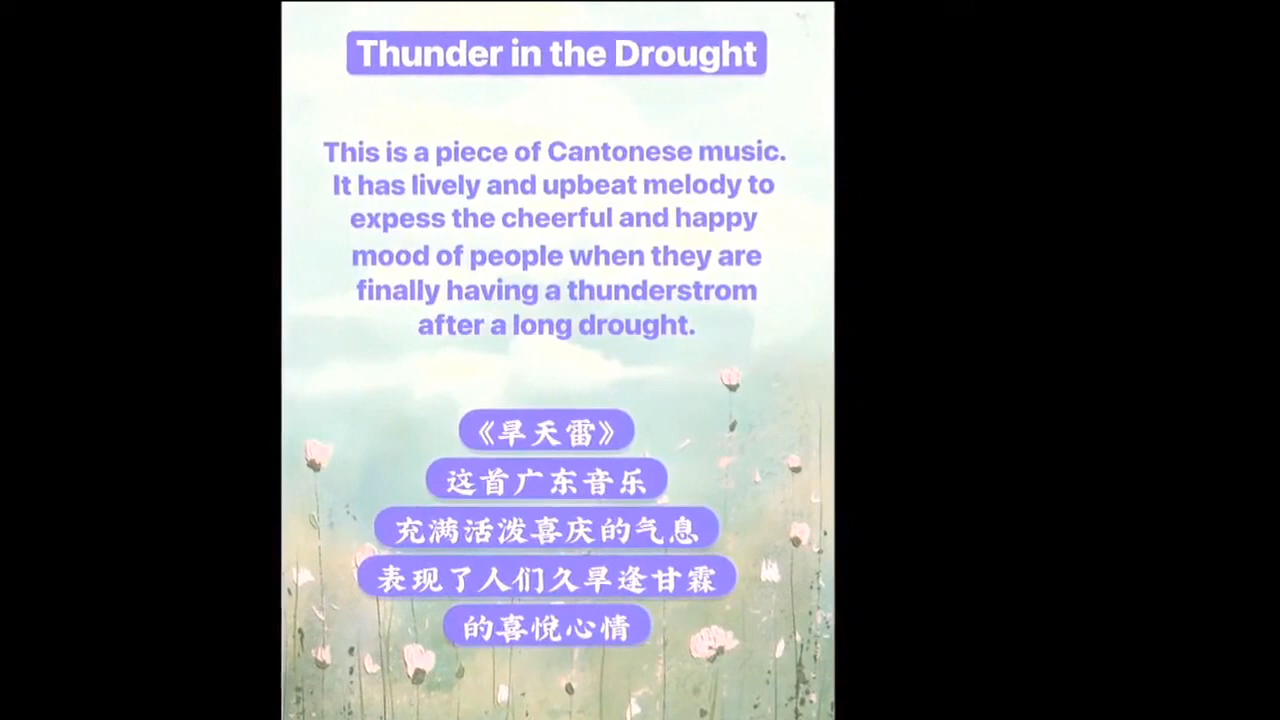 Thunder in the Drought
This is a piece of Cantonese music.
It has lively and upbeat melody to
expess the cheerful and happy
mood of people when they are
finally having a thunderstrom
after a long drought.
《旱天雷》
这首广东音乐
充满活泼喜庆的气息
表现了人们久旱逢甘霖
的喜悦心情